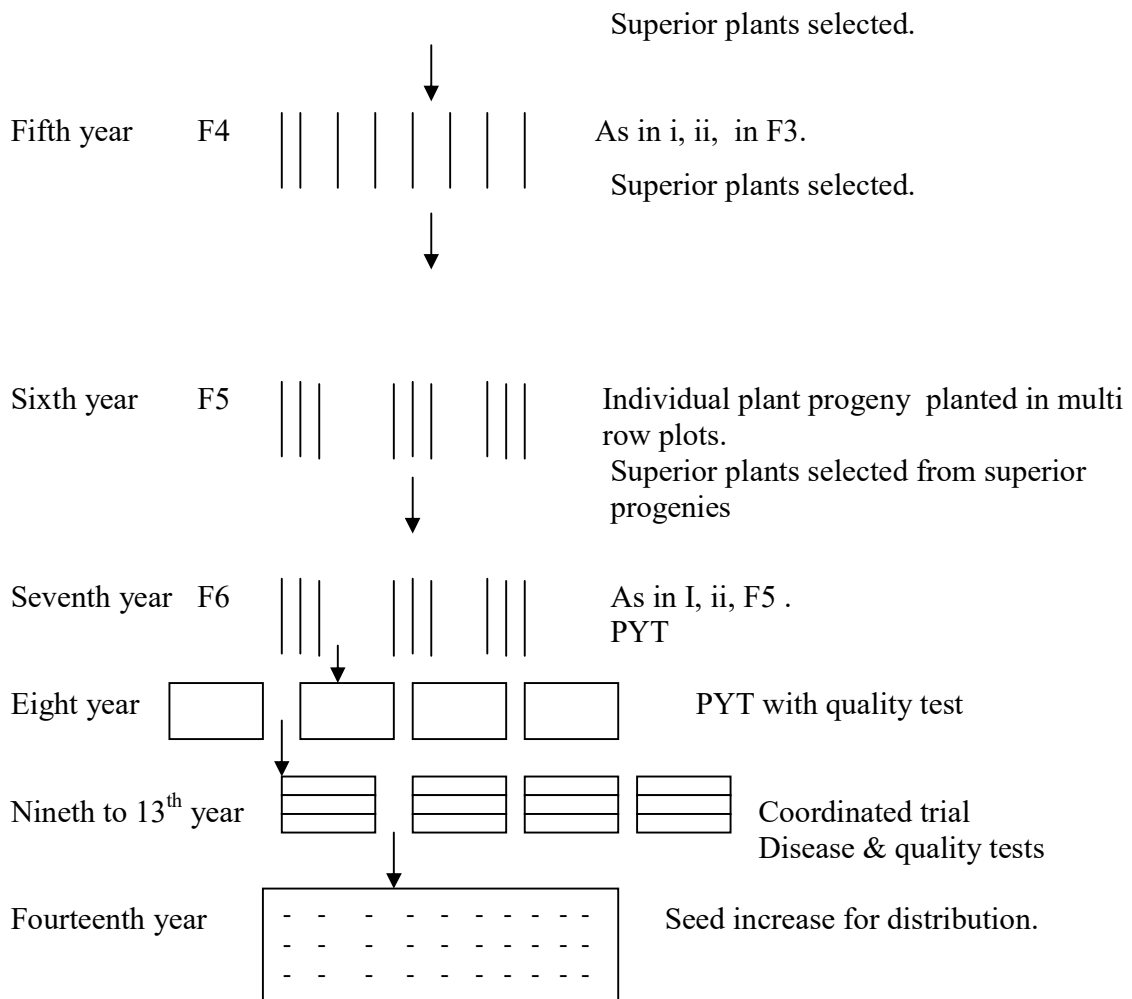 Superior plants selected.
Fifth year F4 As in i, ii, in F3.
Superior plants selected.
Sixth year F5 Individual plant progeny planted in multi
row plots.
Superior plants selected from superior
progenies
Seventh year F6 As in I, ii, F5 .
PYT
Eight year PYT with quality test
Nineth to 13th year Coordinated trial
Disease & quality tests
Fourteenth year Seed increase for distribution.